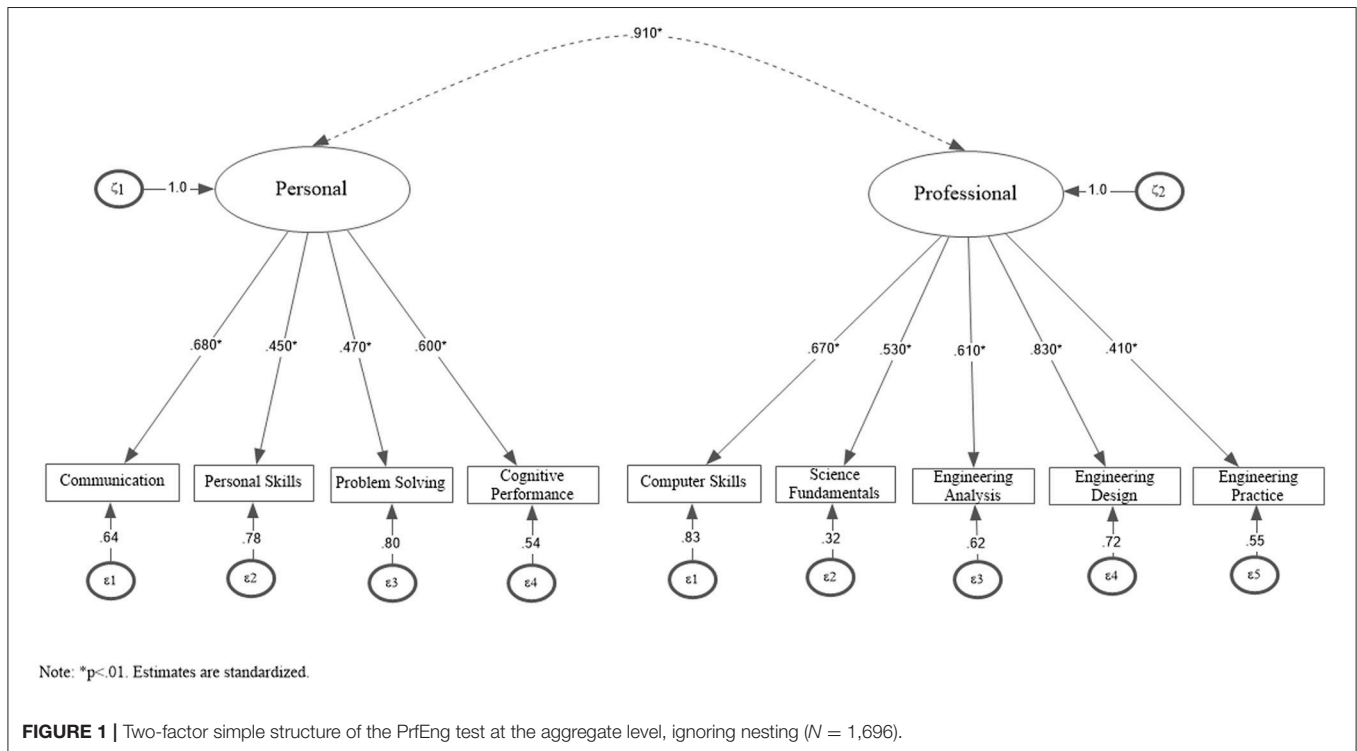 .910*
ζ1
1.0
Personal
Professional
1.0
ζ2
.680*
.450*
.470*
.600*
.670*
.530*
.610*
.830*
.410*
Communication
Personal Skills
Problem Solving
Cognitive
Performance
Computer Skills
Science
Fundamentals
Engineering
Analysis
Engineering
Design
Engineering
Practice
.64
.78
.80
.54
.83
.32
.62
.72
.55
ε1
ε2
ε3
ε4
ε1
ε2
ε3
ε4
ε5
Note: *p<.01. Estimates are standardized.
FIGURE 1 | Two-factor simple structure of the PrfEng test at the aggregate level, ignoring nesting (N = 1,696).